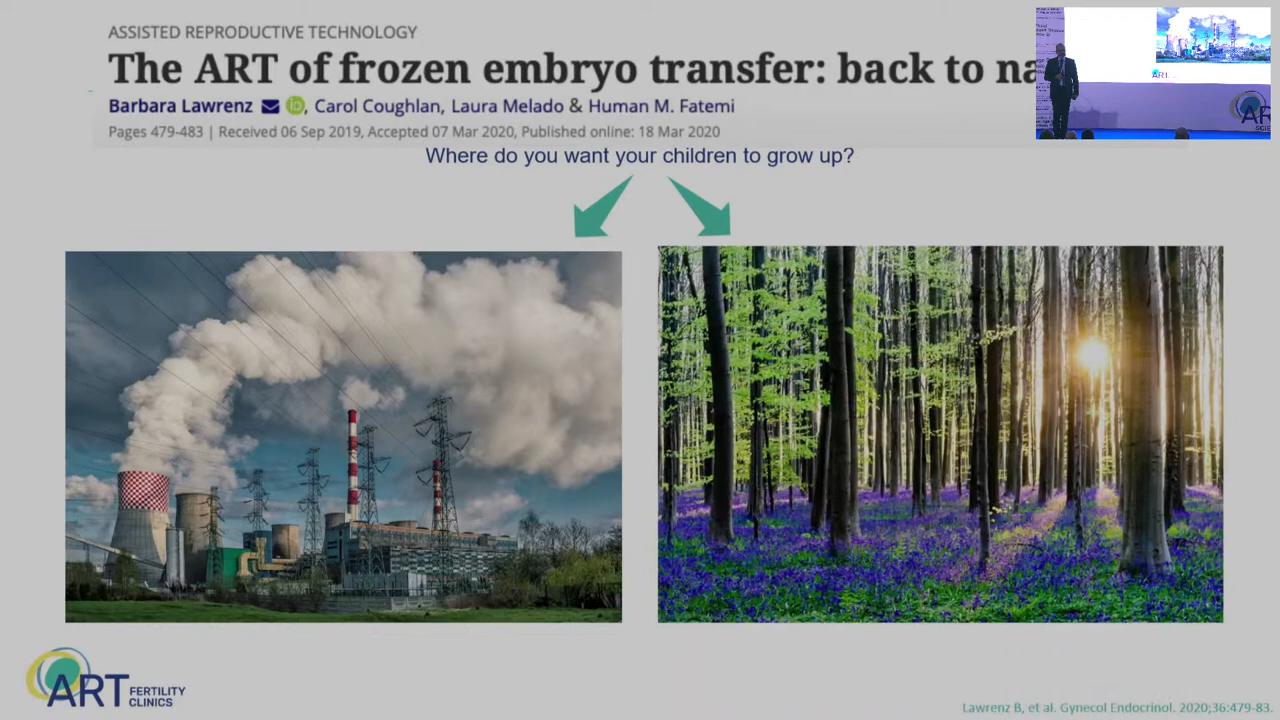 ASSISTED REPRODUCTIVE TECHNOLOGY
The ART of frozen embryo transfer: back to na
Barbara Lawrenz, Carol Coughlan, Laura Melado & Human M. Fatemi
Pages 479-483 | Received 06 Sep 2019, Accepted 07 Mar 2020, Published online: 18 Mar 2020
Where do you want your children to grow up?
ART FERTILITY
CLINICS
Lawrenz B, et al. Gynecol Endocrinol. 2020;36:479-83.